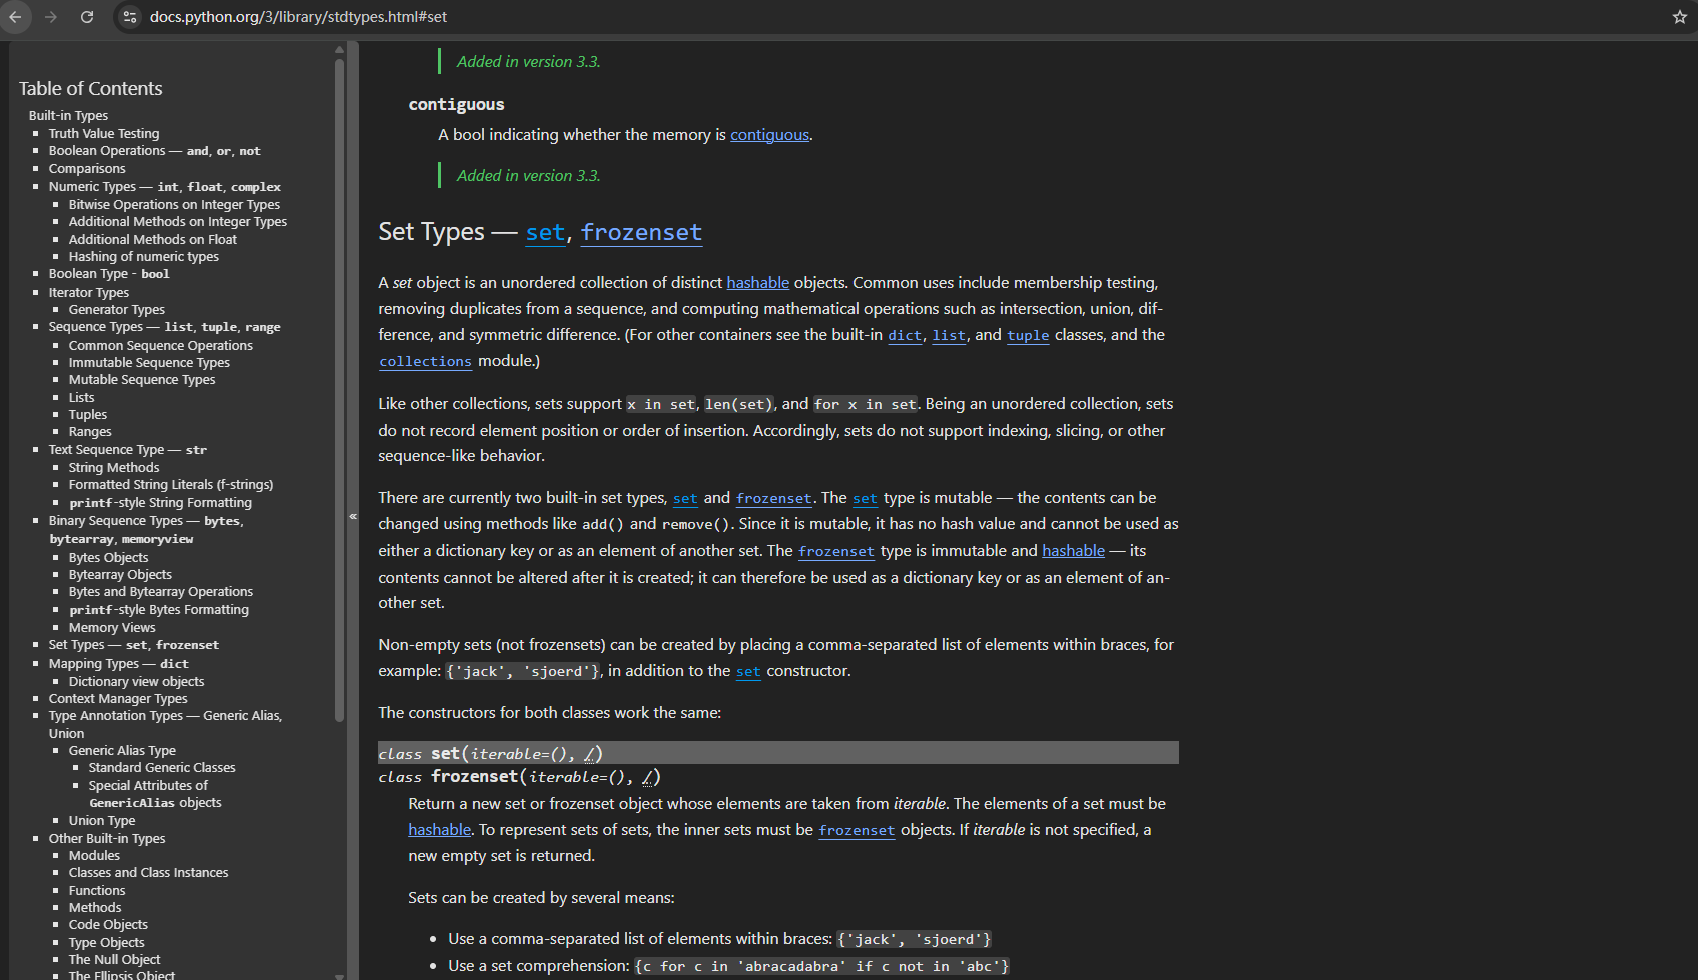 docs.python.org/3/library/stdtypes.html#set
Table of Contents
Built-in Types
Truth Value Testing
Boolean Operations — and, or, not
Comparisons
Numeric Types — int, float, complex
Bitwise Operations on Integer Types
Additional Methods on Integer Types
Additional Methods on Float
Hashing of numeric types
Boolean Type - bool
Iterator Types
Generator Types
Sequence Types — list, tuple, range
Common Sequence Operations
Immutable Sequence Types
Mutable Sequence Types
Lists
Tuples
Ranges
Text Sequence Type — str
String Methods
Formatted String Literals (f-strings)
printf-style String Formatting
Binary Sequence Types — bytes,
bytearray, memoryview
Bytes Objects
Bytearray Objects
Bytes and Bytearray Operations
printf-style Bytes Formatting
Memory Views
Set Types — set, frozenset
Mapping Types — dict
Dictionary view objects
Context Manager Types
Type Annotation Types — Generic Alias,
Union
Generic Alias Type
Standard Generic Classes
Special Attributes of
GenericAlias objects
Union Type
Other Built-in Types
Modules
Classes and Class Instances
Functions
Methods
Code Objects
Type Objects
The Null Object
The Ellipsis Object
«
Added in version 3.3.
contiguous
A bool indicating whether the memory is contiguous.
Added in version 3.3.
Set Types — set, frozenset
A set object is an unordered collection of distinct hashable objects. Common uses include membership testing,
removing duplicates from a sequence, and computing mathematical operations such as intersection, union, dif-
ference, and symmetric difference. (For other containers see the built-in dict, list, and tuple classes, and the
collections module.)
Like other collections, sets support x in set, len(set), and for x in set. Being an unordered collection, sets
do not record element position or order of insertion. Accordingly, sets do not support indexing, slicing, or other
sequence-like behavior.
There are currently two built-in set types, set and frozenset. The set type is mutable — the contents can be
changed using methods like add() and remove(). Since it is mutable, it has no hash value and cannot be used as
either a dictionary key or as an element of another set. The frozenset type is immutable and hashable — its
contents cannot be altered after it is created; it can therefore be used as a dictionary key or as an element of an-
other set.
Non-empty sets (not frozensets) can be created by placing a comma-separated list of elements within braces, for
example: {'jack', 'sjoerd'}, in addition to the set constructor.
The constructors for both classes work the same:
class set(iterable=(), /)
class frozenset(iterable=(), /)
Return a new set or frozenset object whose elements are taken from iterable. The elements of a set must be
hashable. To represent sets of sets, the inner sets must be frozenset objects. If iterable is not specified, a
new empty set is returned.
Sets can be created by several means:
Use a comma-separated list of elements within braces: {'jack', 'sjoerd'}
Use a set comprehension: {c for c in 'abracadabra' if c not in 'abc'}